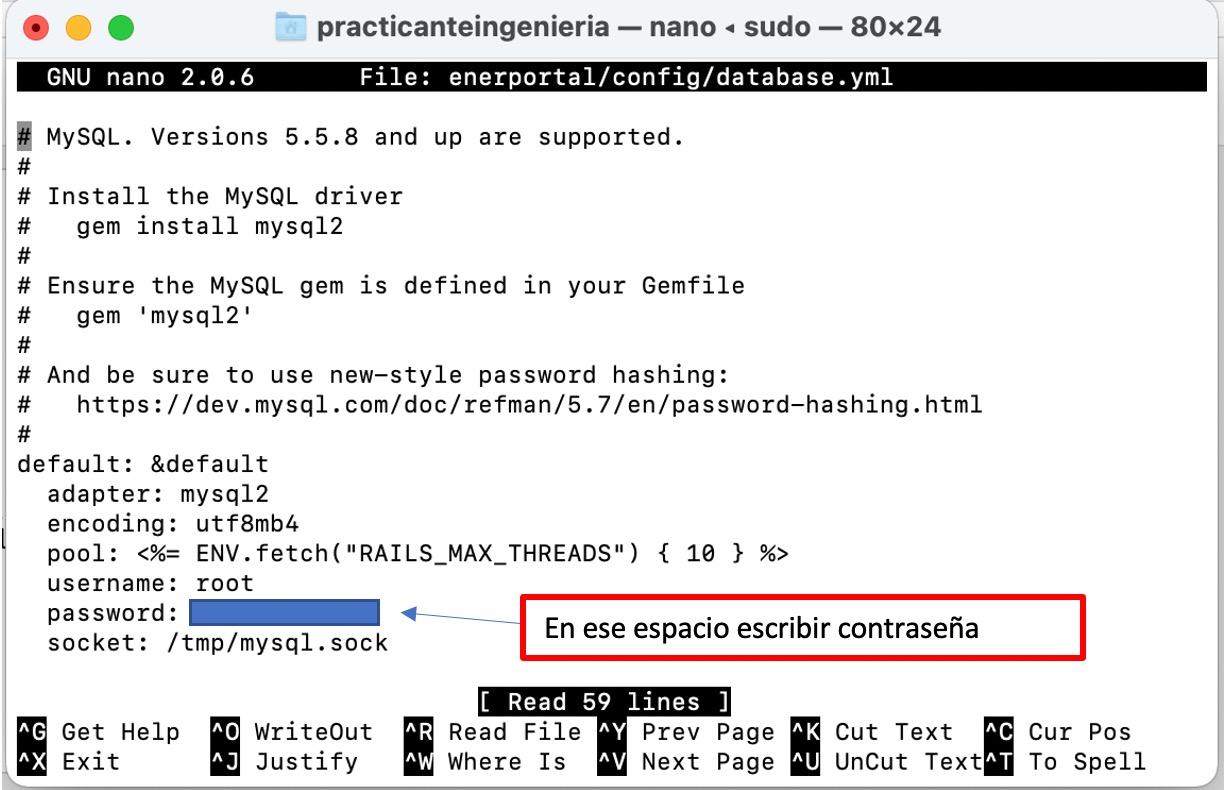 practicanteingenieria — nano ◂ sudo — 80×24
GNU nano 2.0.6 File: enerportal/config/database.yml
# MySQL. Versions 5.5.8 and up are supported.
#
# Install the MySQL driver
#   gem install mysql2
#
# Ensure the MySQL gem is defined in your Gemfile
#   gem 'mysql2'
#
# And be sure to use new-style password hashing:
#   https://dev.mysql.com/doc/refman/5.7/en/password-hashing.html
#
default: &default
  adapter: mysql2
  encoding: utf8mb4
  pool: <%= ENV.fetch("RAILS_MAX_THREADS") { 10 } %>
  username: root
  password:
En ese espacio escribir contraseña
  socket: /tmp/mysql.sock
[ Read 59 lines ]
^G Get Help ^O WriteOut ^R Read File ^Y Prev Page ^K Cut Text ^C Cur Pos
^X Exit ^J Justify ^W Where Is ^V Next Page ^U UnCut Text ^T To Spell